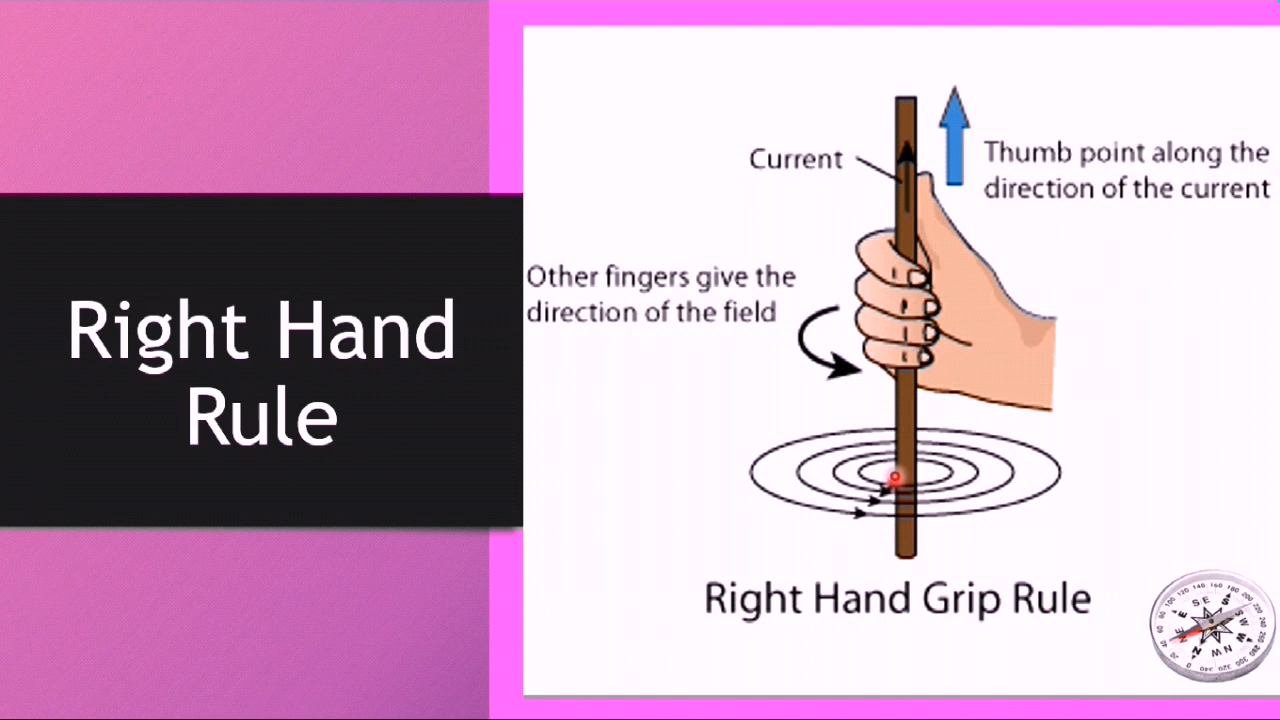 Right Hand
Rule
Current
Thumb point along the
direction of the current
Other fingers give the
direction of the field
Right Hand Grip Rule